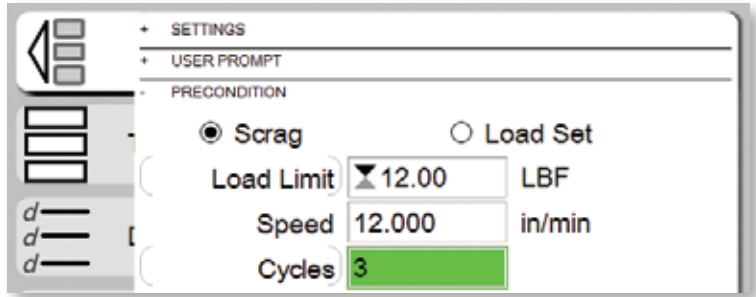 + SETTINGS
+ USER PROMPT
- PRECONDITION
Scrag Load Set
Load Limit 12.00 LBF
Speed 12.000 in/min
d
d
d
Cycles 3